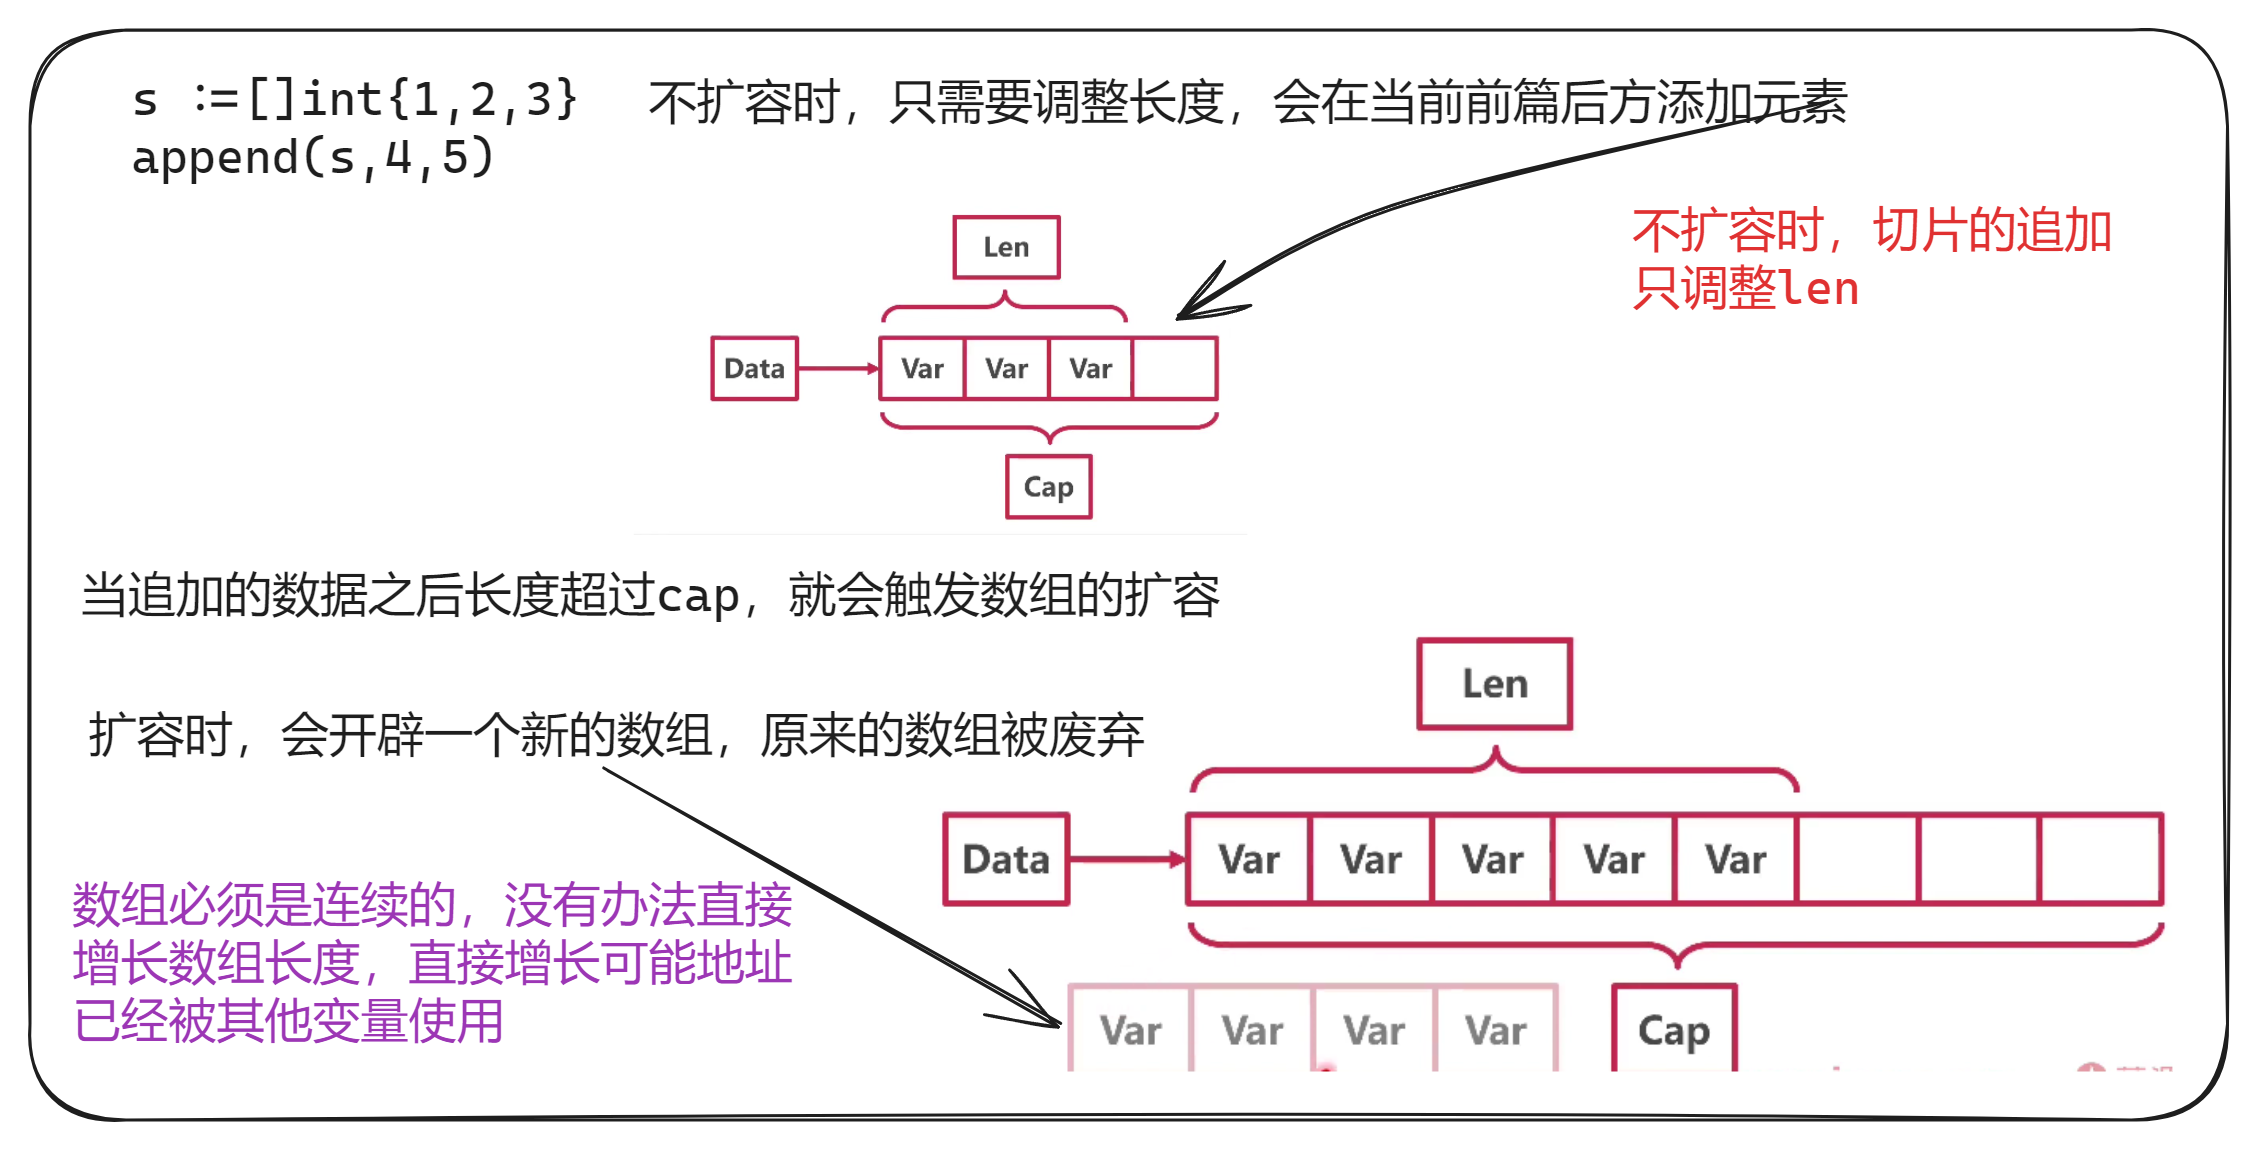 s :=[]int{1,2,3}
append(s,4,5)
不扩容时，只需要调整长度，会在当前前篇后方添加元素
不扩容时，切片的追加
只调整len
Len
Data
Var Var Var
Cap
当追加的数据之后长度超过cap，就会触发数组的扩容
扩容时，会开辟一个新的数组，原来的数组被废弃
Len
Data
Var Var Var Var Var
数组必须是连续的，没有办法直接
增长数组长度，直接增长可能地址
已经被其他变量使用
Var Var Var Var
Cap